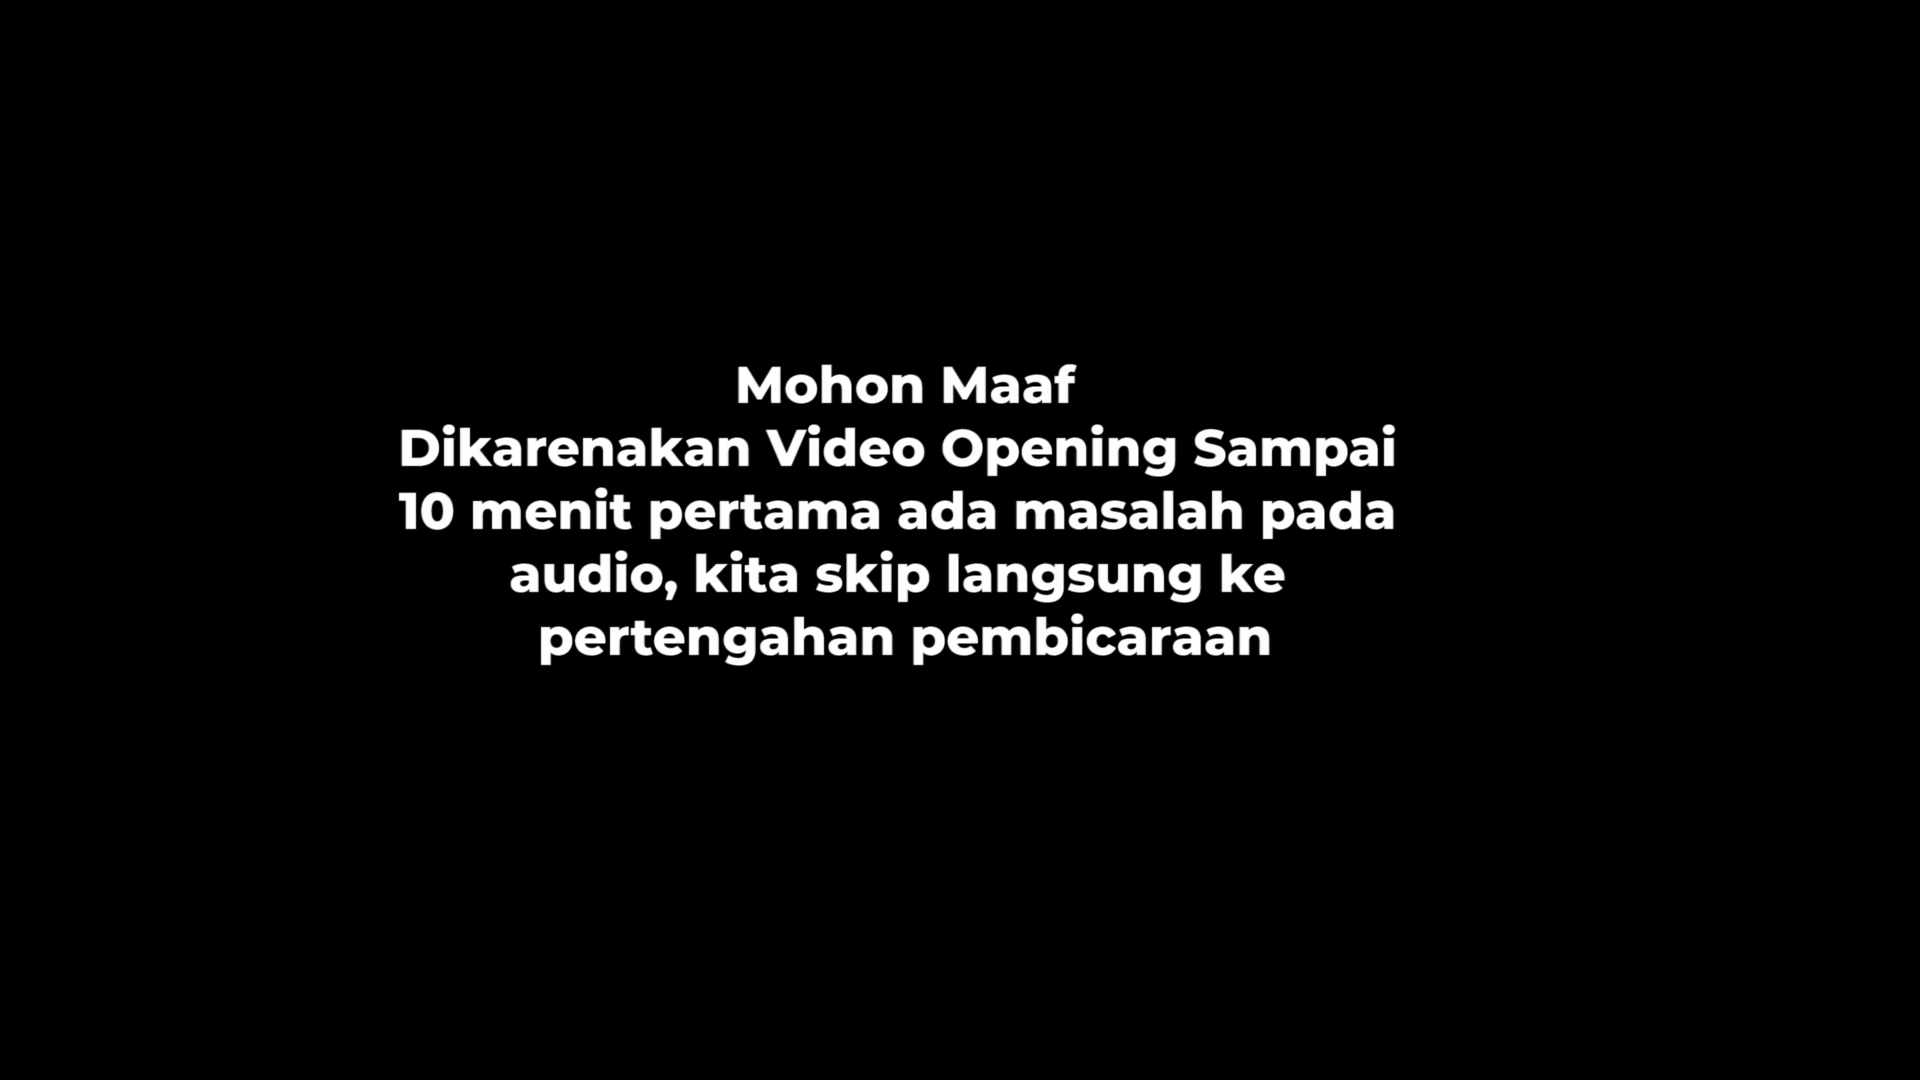 Mohon Maaf
Dikarenakan Video Opening Sampai
10 menit pertama ada masalah pada
audio, kita skip langsung ke
pertengahan pembicaraan